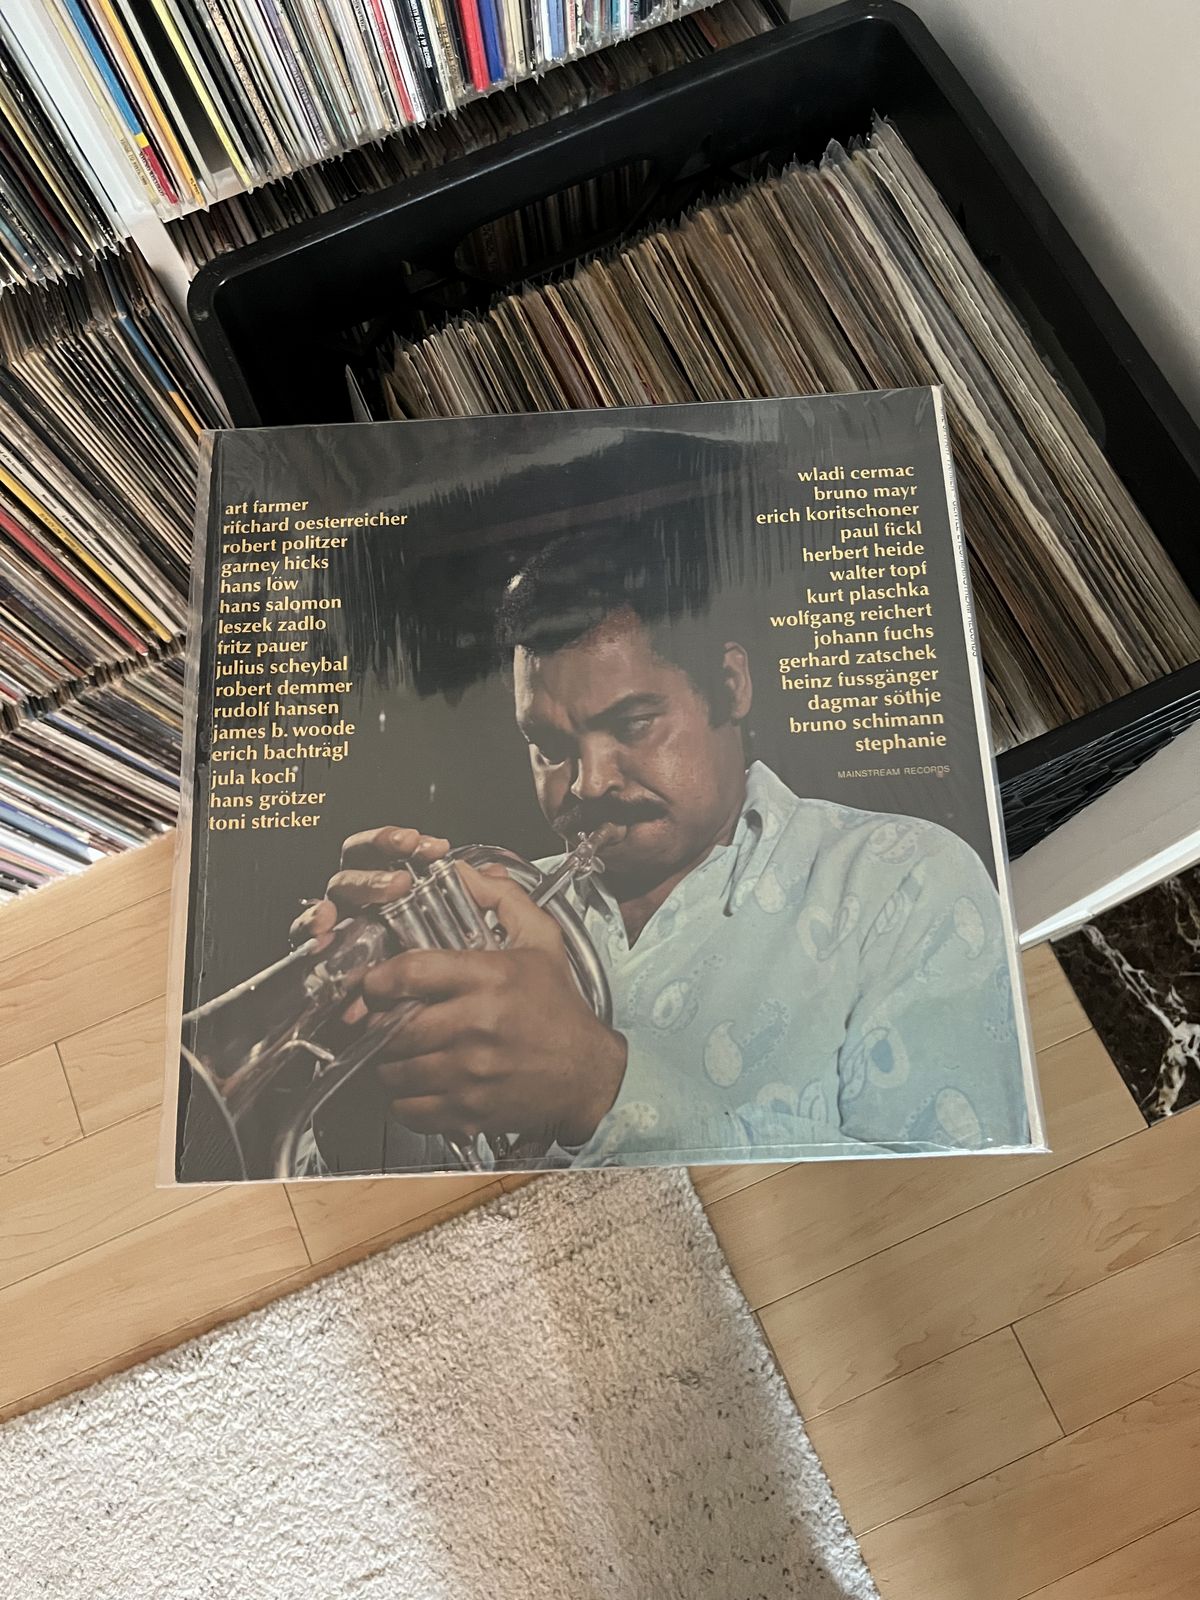 art farmer
rifchard oesterreicher
robert politzer
garney hicks
hans löw
hans salomon
leszek zadlo
fritz pauer
julius scheybal
robert demmer
rudolf hansen
james b. woode
erich bachträgl
jula koch
hans grötzer
toni stricker
wladi cermac
bruno mayr
erich koritschoner
paul fickl
herbert heide
walter topf
kurt plaschka
wolfgang reichert
johann fuchs
gerhard zatschek
heinz fussgänger
dagmar söthje
bruno schimann
stephanie
MAINSTREAM RECORDS